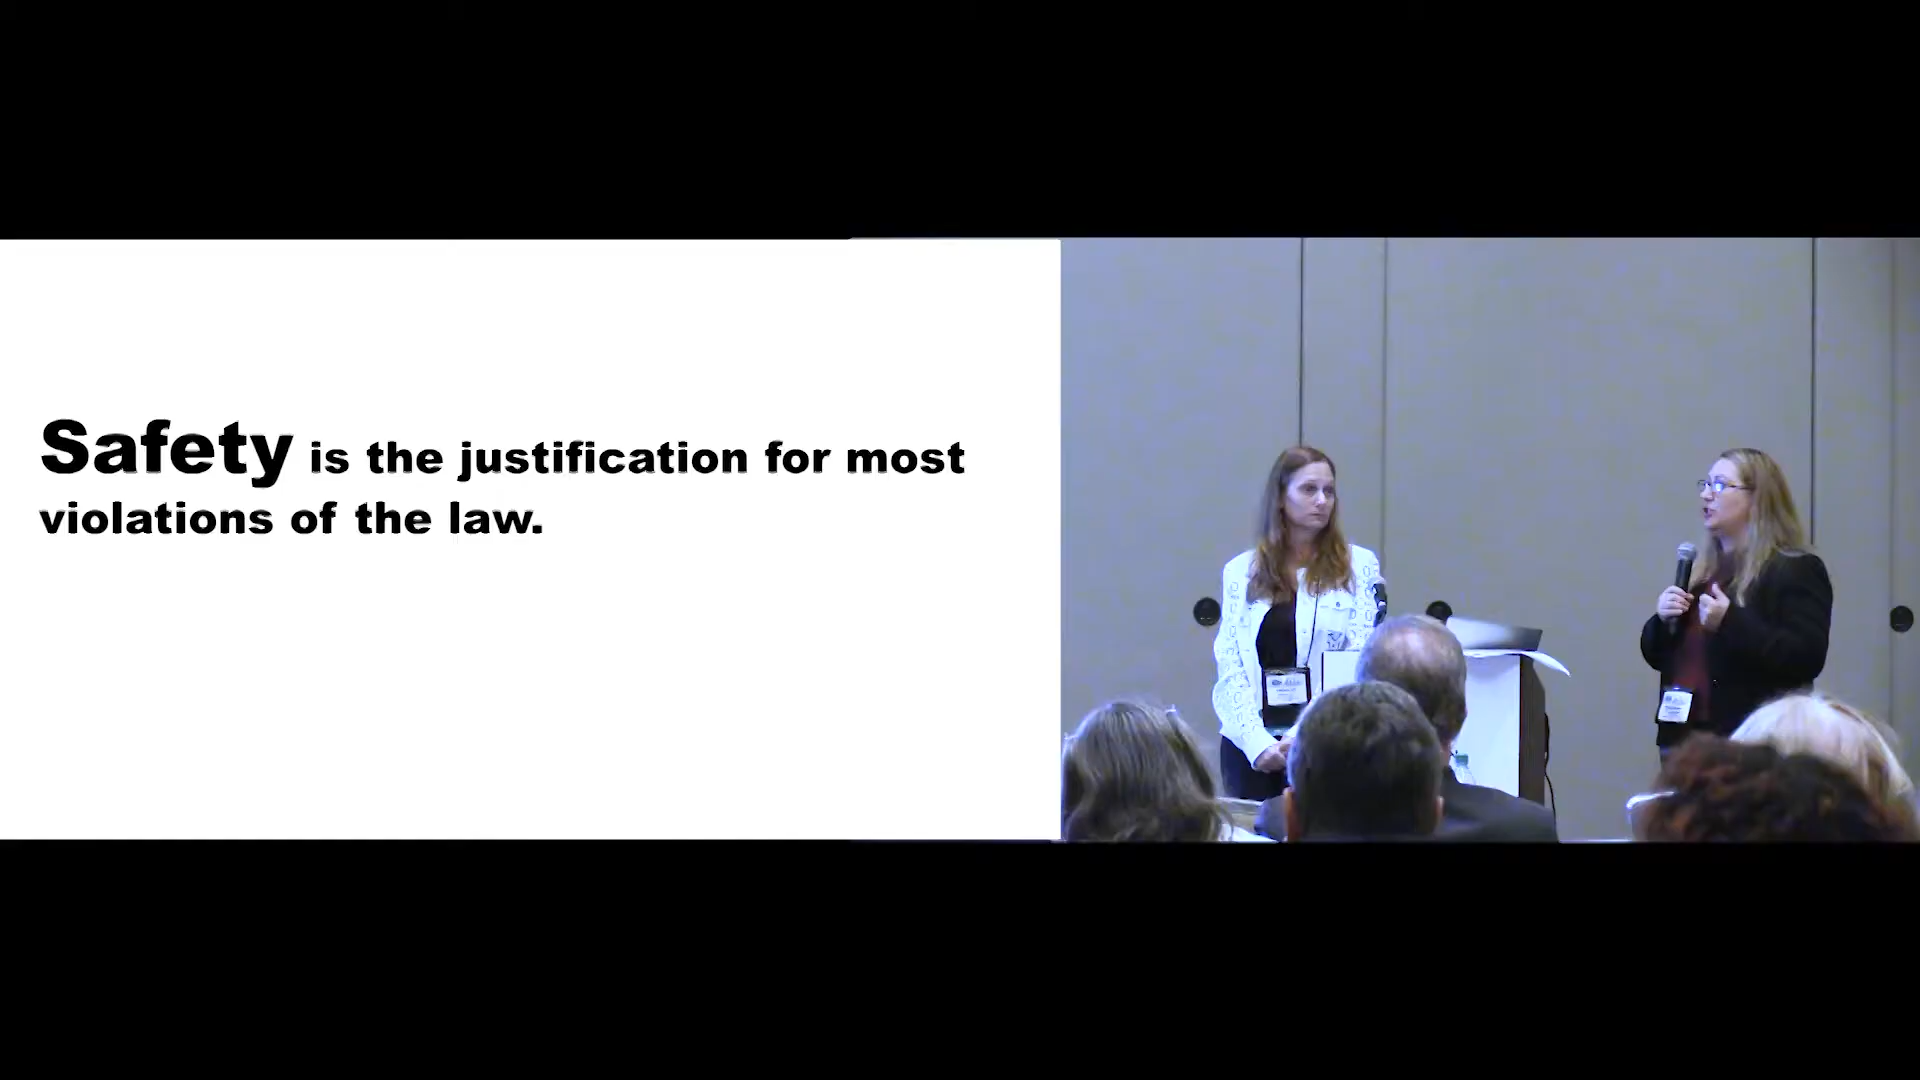 Safety is the justification for most
violations of the law.